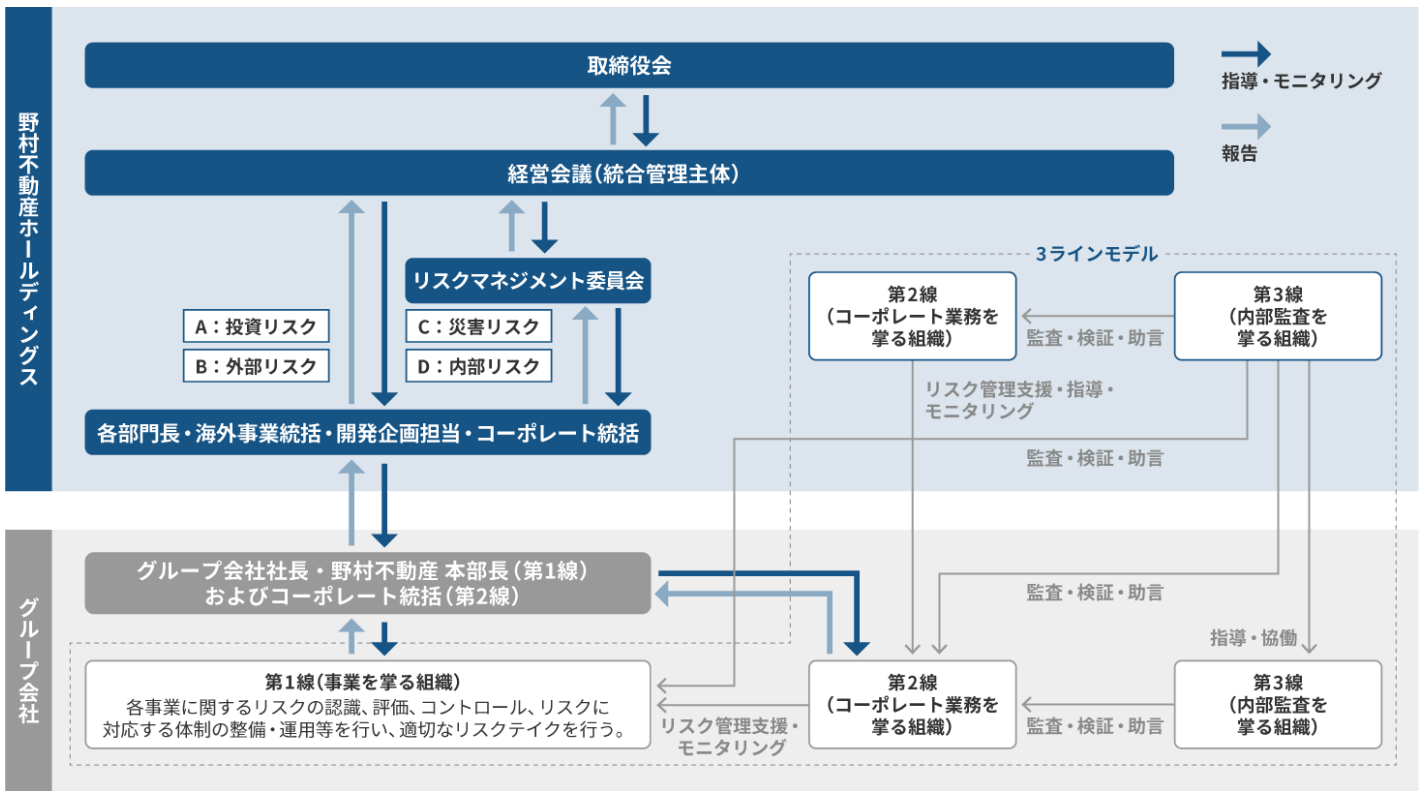 野村不動産ホールディングス
取締役会
指導・モニタリング
報告
経営会議（統合管理主体）
リスクマネジメント委員会
A：投資リスク
B：外部リスク
C：災害リスク
D：内部リスク
各部門長・海外事業統括・開発企画担当・コーポレート統括
3ラインモデル
第2線
（コーポレート業務を
掌る組織）
監査・検証・助言
第3線
（内部監査を
掌る組織）
リスク管理支援・指導・
モニタリング
監査・検証・助言
グループ会社
グループ会社社長・野村不動産 本部長（第1線）
およびコーポレート統括（第2線）
監査・検証・助言
指導・協働
第1線（事業を掌る組織）
各事業に関するリスクの認識、評価、コントロール、リスクに
対応する体制の整備・運用等を行い、適切なリスクテイクを行う。
リスク管理支援・
モニタリング
第2線
（コーポレート業務を
掌る組織）
監査・検証・助言
第3線
（内部監査を
掌る組織）